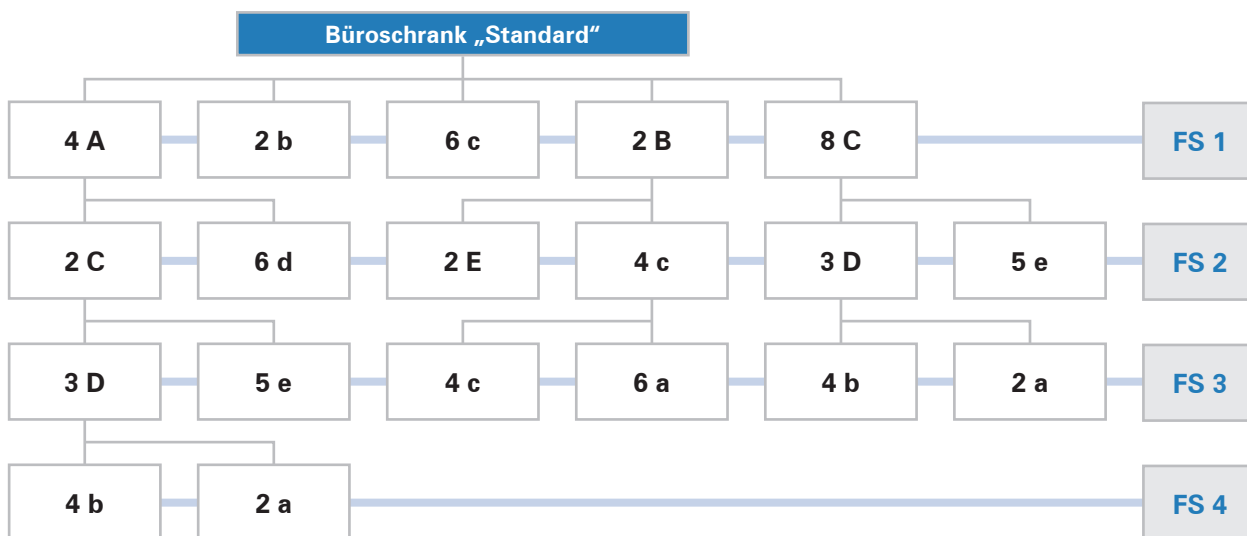 Büroschrank „Standard“
4 A
2 b
6 c
2 B
8 C
FS 1
2 C
6 d
2 E
4 c
3 D
5 e
FS 2
3 D
5 e
4 c
6 a
4 b
2 a
FS 3
4 b
2 a
FS 4